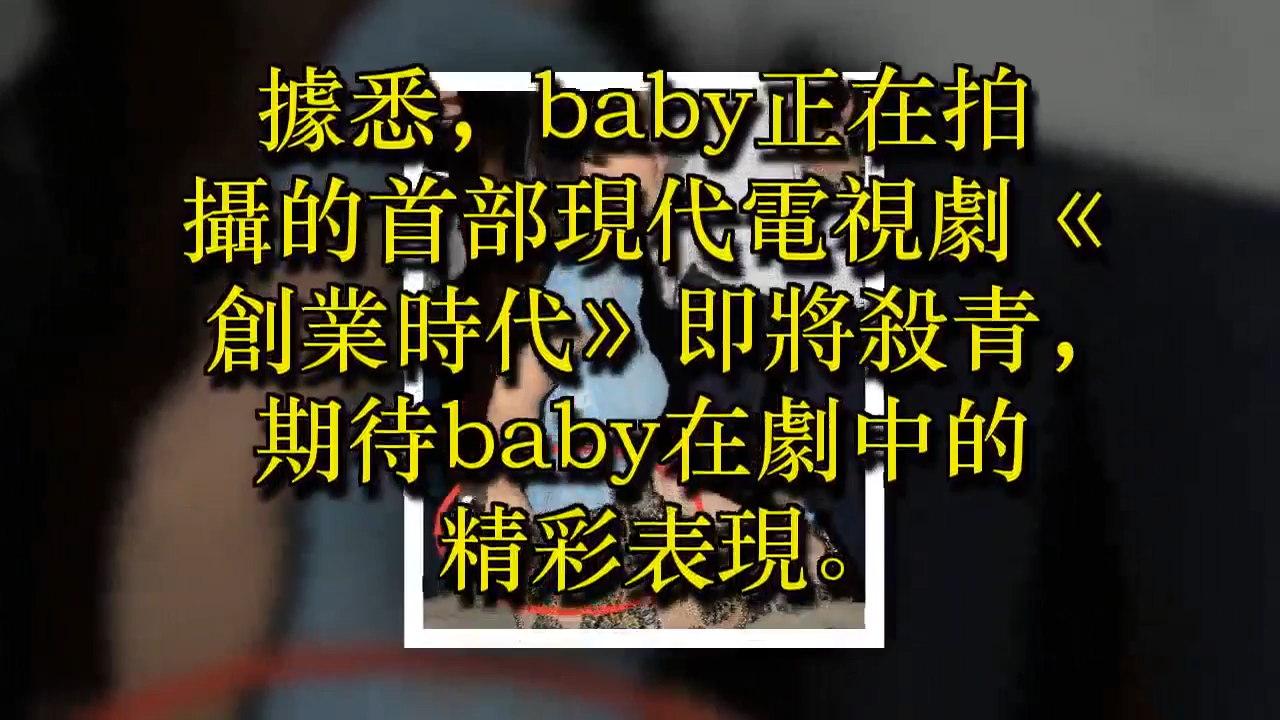 據悉，baby正在拍
攝的首部現代電視劇《
創業時代》即將殺青，
期待baby在劇中的
精彩表現。